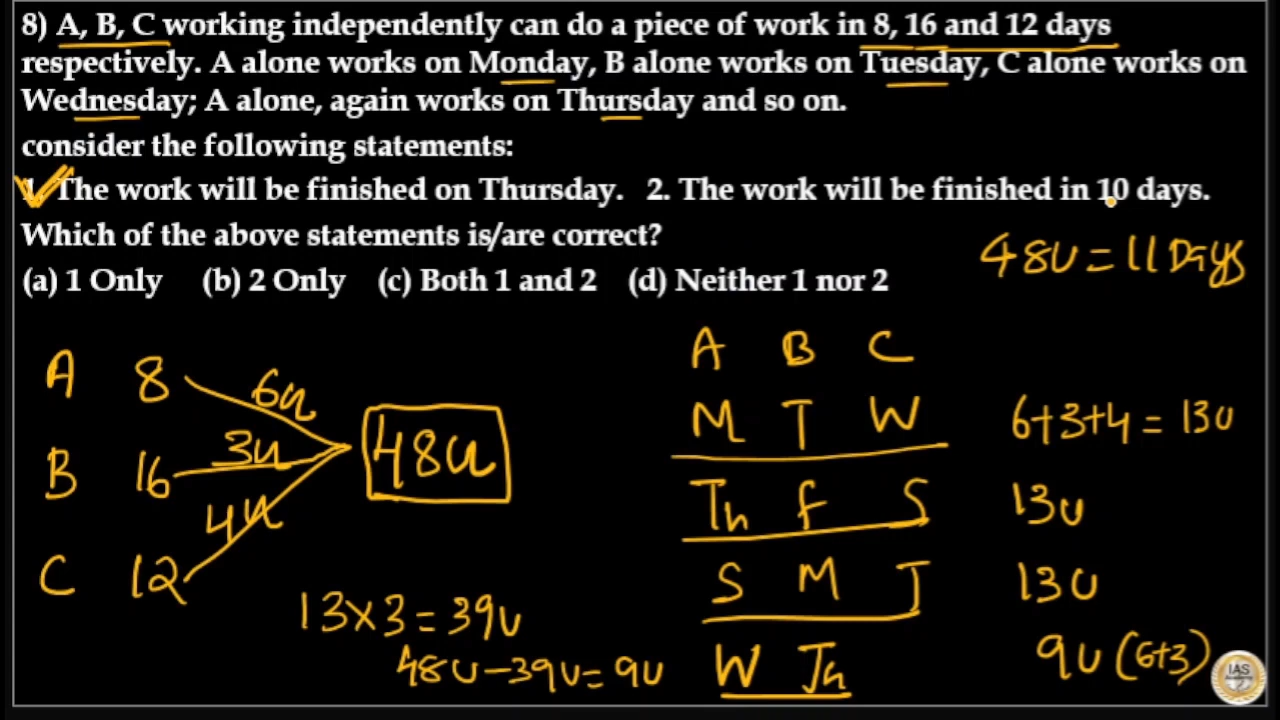 8) A, B, C working independently can do a piece of work in 8, 16 and 12 days
respectively. A alone works on Monday, B alone works on Tuesday, C alone works on
Wednesday; A alone, again works on Thursday and so on.
consider the following statements:
1. The work will be finished on Thursday. 2. The work will be finished in 10 days.
Which of the above statements is/are correct?
48U = 11 Days
(a) 1 Only (b) 2 Only (c) Both 1 and 2 (d) Neither 1 nor 2
A 8 6u
B 16 3u 48u
C 12 4u
13 x 3 = 39U
48U - 39U = 9U
A B C
M T W 6+3+4 = 13U
Th F S 13U
S M T 13U
W Th 9U (6+3)
IAS